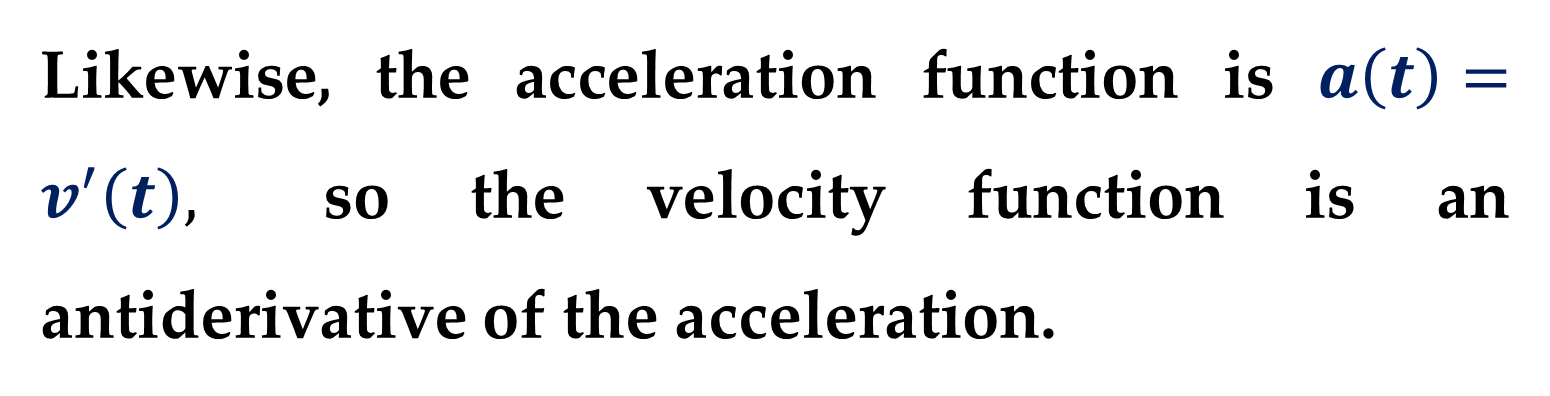 Likewise, the acceleration function is a(t) =
v′(t), so the velocity function is an
antiderivative of the acceleration.